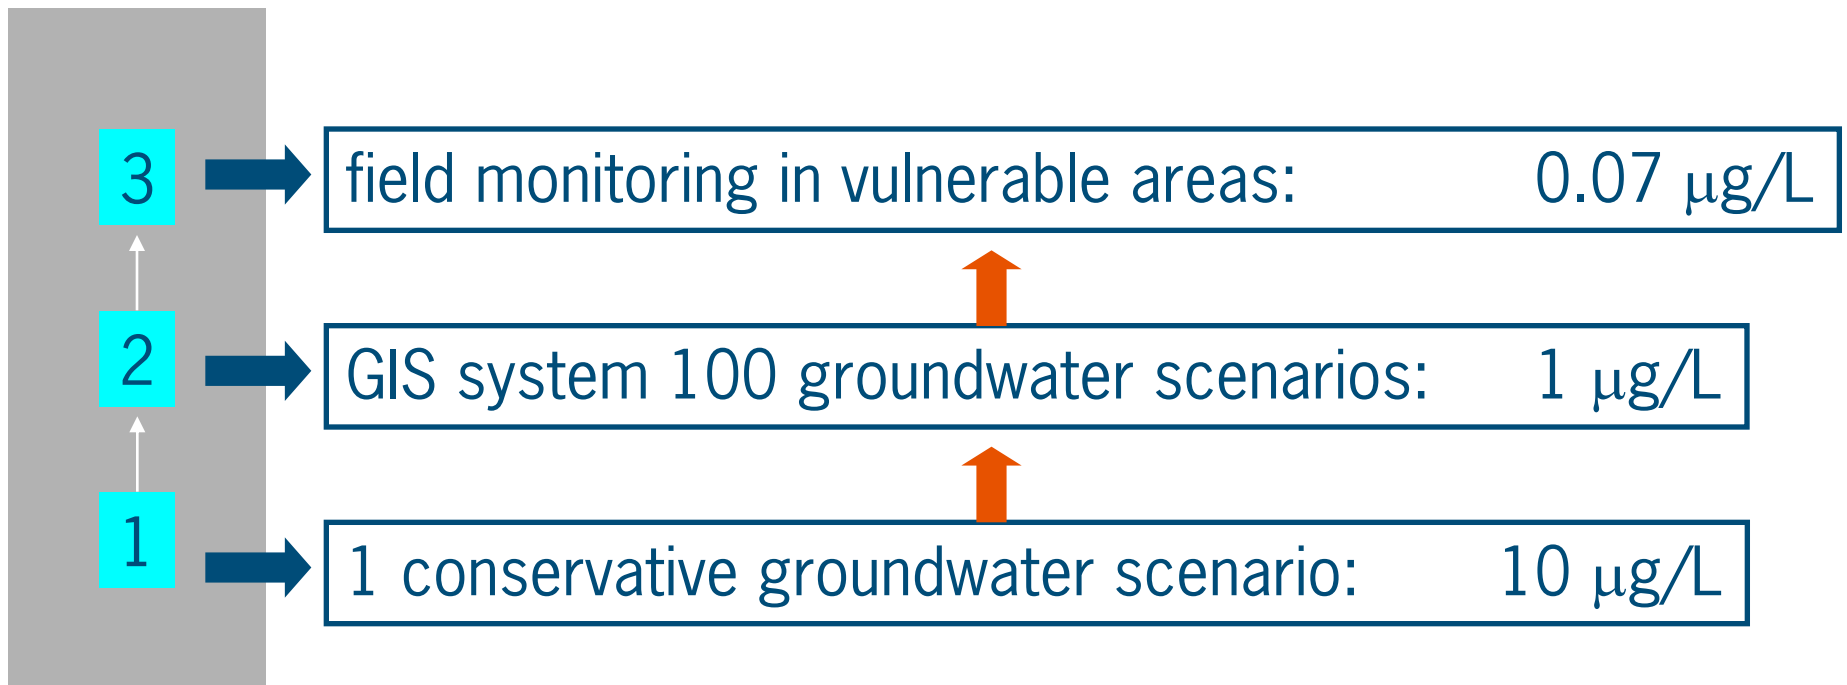 3
field monitoring in vulnerable areas: 0.07 µg/L
2
GIS system 100 groundwater scenarios: 1 µg/L
1
1 conservative groundwater scenario: 10 µg/L